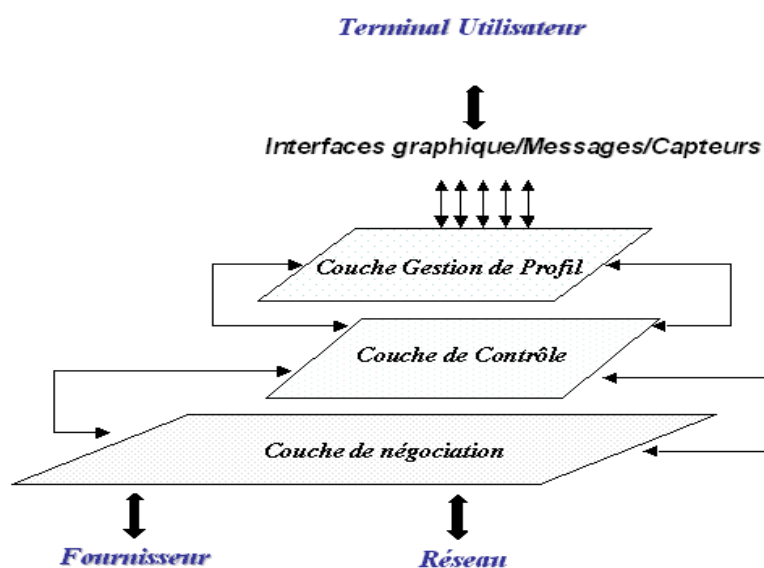 Terminal Utilisateur
Interfaces graphique/Messages/Capteurs
Couche Gestion de Profil
Couche de Contrôle
Couche de négociation
Fournisseur
Réseau